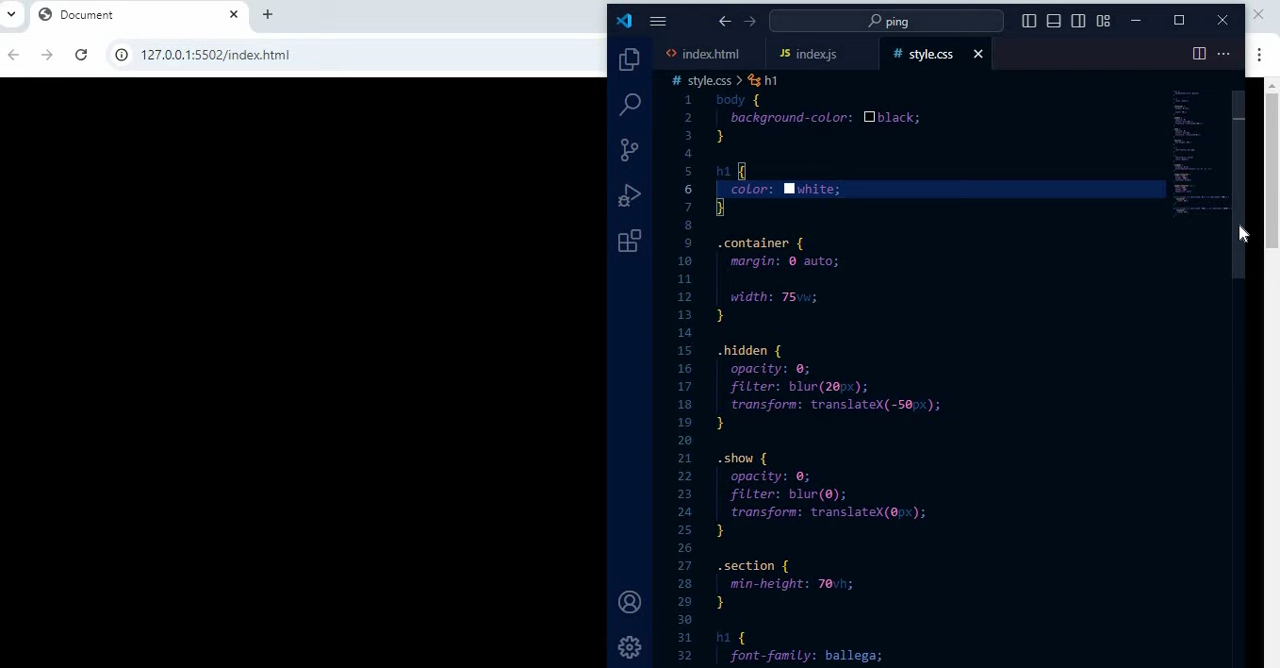 Document
127.0.0.1:5502/index.html
ping
index.html
index.js
style.css
style.css > h1
1 body {
2 background-color: black;
3 }
4
5 h1 {
6 color: white;
7 }
8
9 .container {
10 margin: 0 auto;
11
12 width: 75vw;
13 }
14
15 .hidden {
16 opacity: 0;
17 filter: blur(20px);
18 transform: translateX(-50px);
19 }
20
21 .show {
22 opacity: 0;
23 filter: blur(0);
24 transform: translateX(0px);
25 }
26
27 .section {
28 min-height: 70vh;
29 }
30
31 h1 {
32 font-family: ballega;